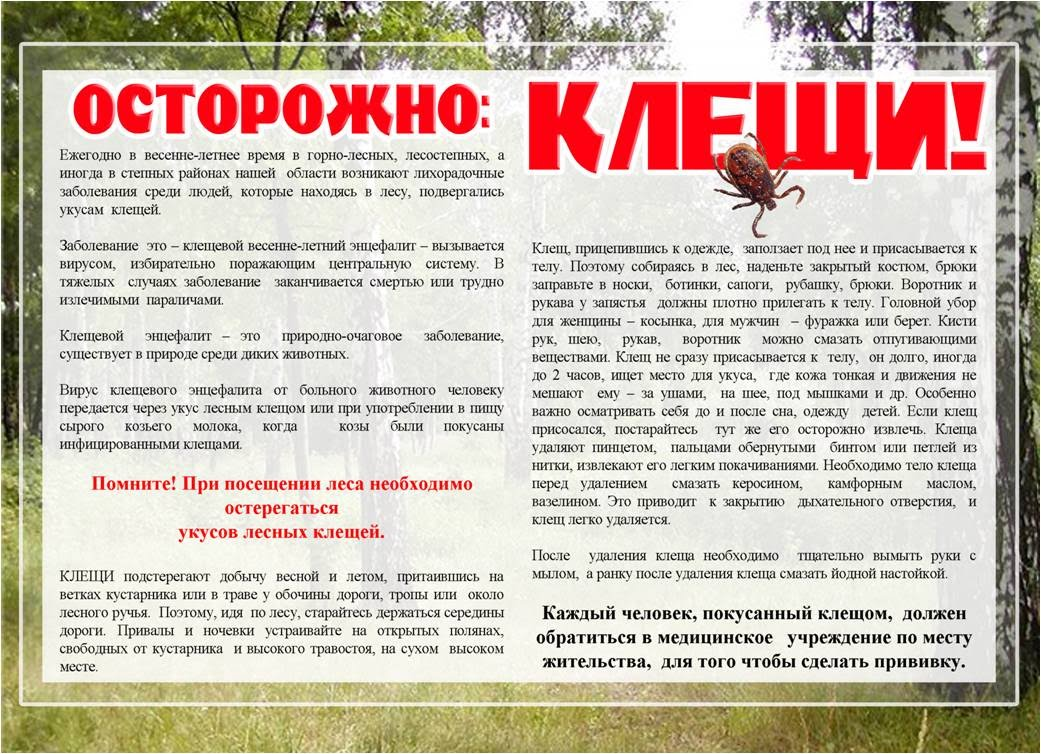 ОСТОРОЖНО:
Ежегодно в весенне-летнее время в горно-лесных, лесостепных, а
иногда в степных районах нашей области возникают лихорадочные
заболевания среди людей, которые находясь в лесу, подвергались
укусам клещей.
Заболевание это – клещевой весенне-летний энцефалит – вызывается
вирусом, избирательно поражающим центральную систему. В
тяжелых случаях заболевание заканчивается смертью или трудно
излечимыми параличами.
Клещевой энцефалит – это природно-очаговое заболевание,
существует в природе среди диких животных.
Вирус клещевого энцефалита от больного животного человеку
передается через укус лесным клещом или при употреблении в пищу
сырого козьего молока, когда козы были покусаны
инфицированными клещами.
Помните! При посещении леса необходимо
остерегаться
укусов лесных клещей.
КЛЕЩИ подстерегают добычу весной и летом, притаившись на
ветках кустарника или в траве у обочины дороги, тропы или около
лесного ручья. Поэтому, идя по лесу, старайтесь держаться середины
дороги. Привалы и ночевки устраивайте на открытых полянах,
свободных от кустарника и высокого травостоя, на сухом высоком
месте.
КЛЕЩИ!
Клещ, прицепившись к одежде, заползает под нее и присасывается к
телу. Поэтому собираясь в лес, наденьте закрытый костюм, брюки
заправьте в носки, ботинки, сапоги, рубашку, брюки. Воротник и
рукава у запястья должны плотно прилегать к телу. Головной убор
для женщины – косынка, для мужчин – фуражка или берет. Кисти
рук, шею, рукав, воротник можно смазать отпугивающими
веществами. Клещ не сразу присасывается к телу, он долго, иногда
до 2 часов, ищет место для укуса, где кожа тонкая и движения не
мешают ему – за ушами, на шее, под мышками и др. Особенно
важно осматривать себя до и после сна, одежду детей. Если клещ
присосался, постарайтесь тут же его осторожно извлечь. Клеща
удаляют пинцетом, пальцами обернутыми бинтом или петлей из
нитки, извлекают его легким покачиваниями. Необходимо тело клеща
перед удалением смазать керосином, камфорным маслом,
вазелином. Это приводит к закрытию дыхательного отверстия, и
клещ легко удаляется.
После удаления клеща необходимо тщательно вымыть руки с
мылом, а ранку после удаления клеща смазать йодной настойкой.
Каждый человек, покусанный клещом, должен
обратиться в медицинское учреждение по месту
жительства, для того чтобы сделать прививку.